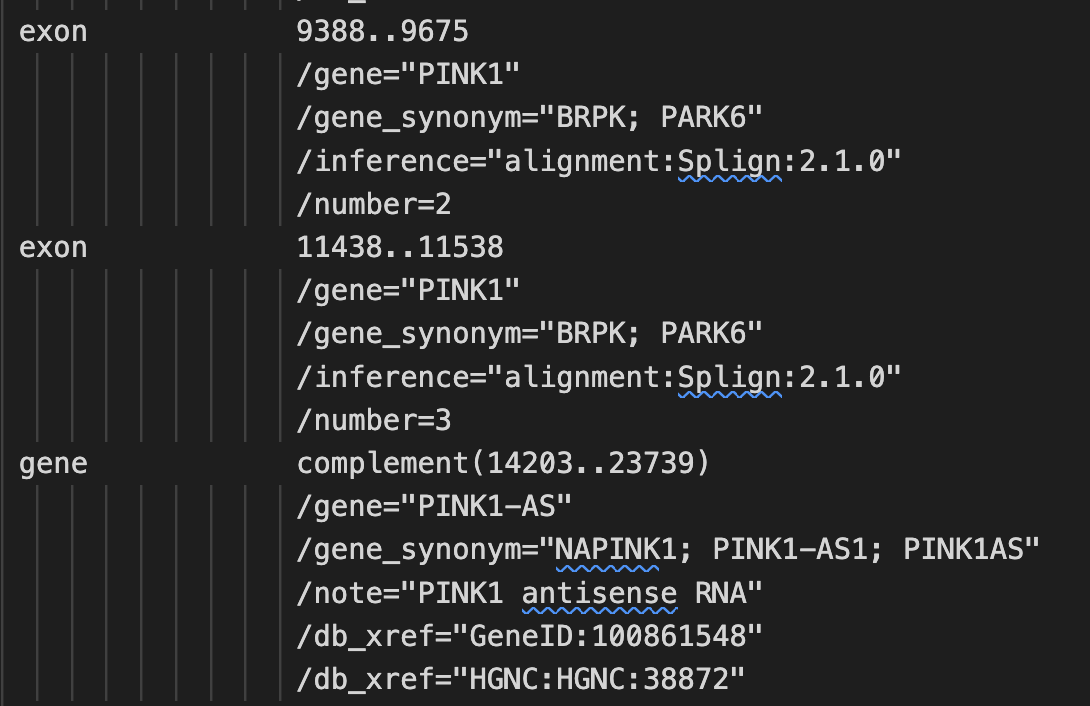 exon 9388..9675
/gene="PINK1"
/gene_synonym="BRPK; PARK6"
/inference="alignment:Splign:2.1.0"
/number=2
exon 11438..11538
/gene="PINK1"
/gene_synonym="BRPK; PARK6"
/inference="alignment:Splign:2.1.0"
/number=3
gene complement(14203..23739)
/gene="PINK1-AS"
/gene_synonym="NAPINK1; PINK1-AS1; PINK1AS"
/note="PINK1 antisense RNA"
/db_xref="GeneID:100861548"
/db_xref="HGNC:HGNC:38872"